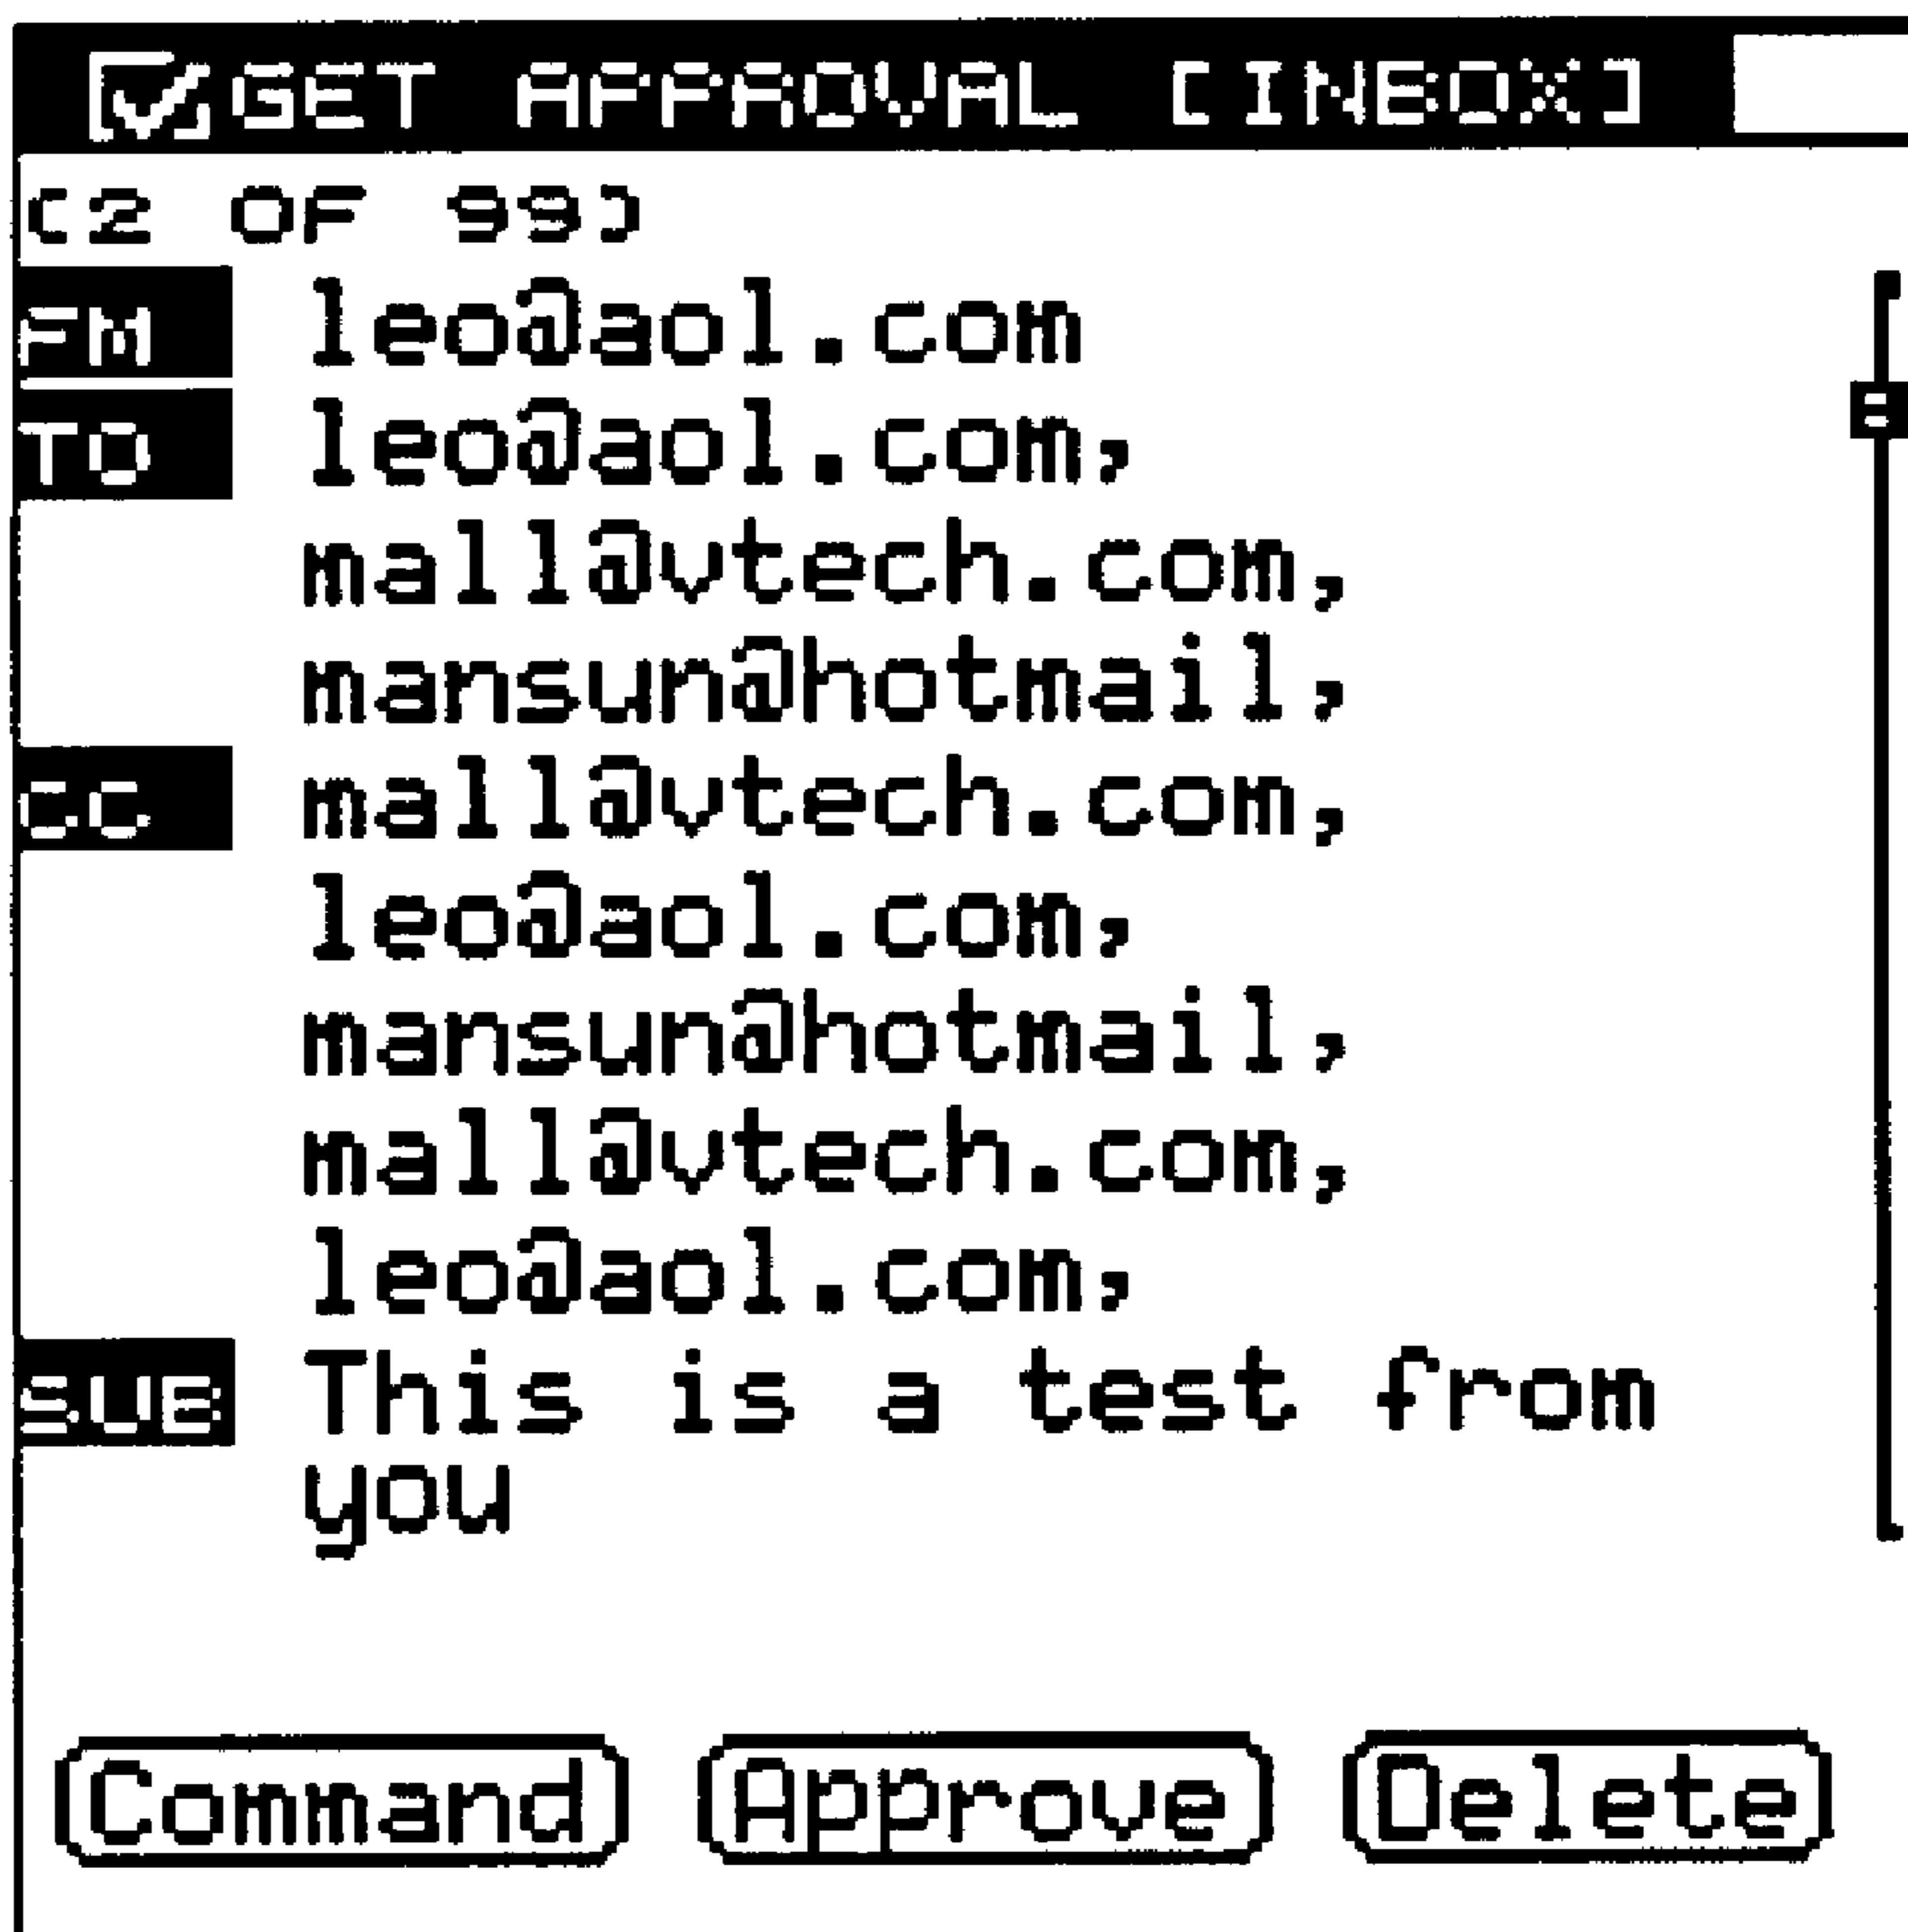 GET APPROVAL [INBOX]
(2 OF 99)
FM leo@aol.com
TO leo@aol.com,
mall@vtech.com,
mansun@hotmail,
CC mall@vtech.com,
leo@aol.com,
mansun@hotmail,
mall@vtech.com,
leo@aol.com,
SUB This is a test from
you
Command Approve Delete